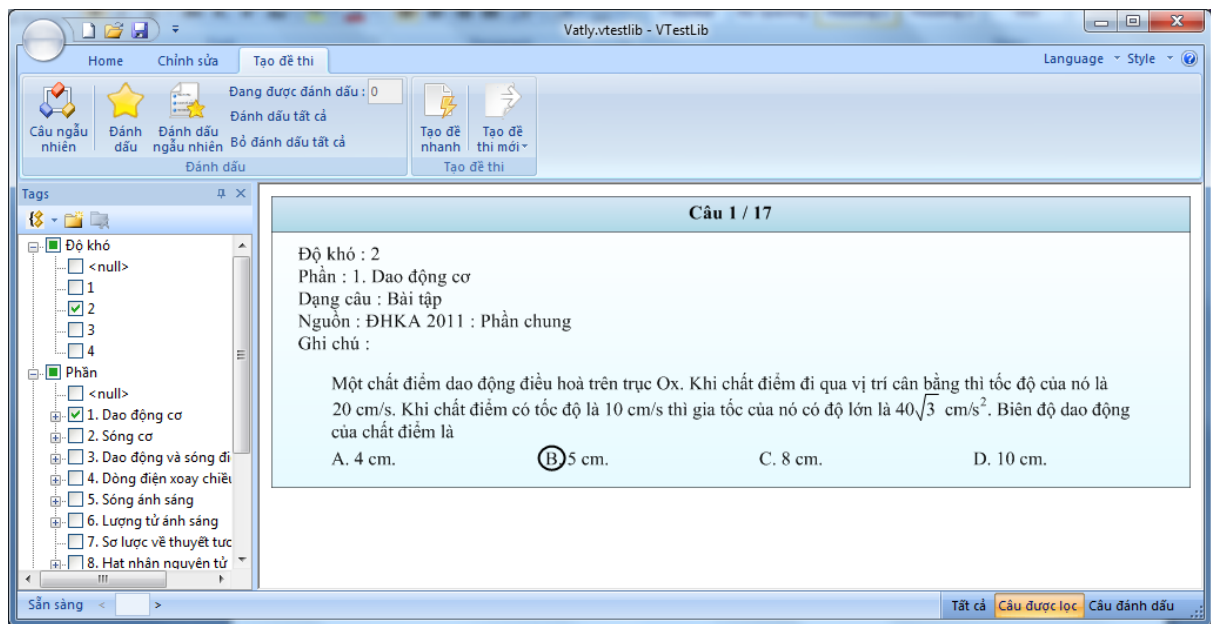 Vatly.vtestlib - VTestLib
Home Chỉnh sửa Tạo đề thi Language Style
Câu ngẫu nhiên
Đánh dấu
Đánh dấu ngẫu nhiên
Đang được đánh dấu : 0
Đánh dấu tất cả
Bỏ đánh dấu tất cả
Đánh dấu
Tạo đề nhanh
Tạo đề thi mới
Tạo đề thi
Tags
Độ khó
<null>
1
2
3
4
Phần
<null>
1. Dao động cơ
2. Sóng cơ
3. Dao động và sóng đi
4. Dòng điện xoay chiều
5. Sóng ánh sáng
6. Lượng tử ánh sáng
7. Sơ lược về thuyết tươ
8. Hạt nhân nguyên tử
Câu 1 / 17
Độ khó : 2
Phần : 1. Dao động cơ
Dạng câu : Bài tập
Nguồn : ĐHKA 2011 : Phần chung
Ghi chú :
Một chất điểm dao động điều hoà trên trục Ox. Khi chất điểm đi qua vị trí cân bằng thì tốc độ của nó là
20 cm/s. Khi chất điểm có tốc độ là 10 cm/s thì gia tốc của nó có độ lớn là 40√3 cm/s². Biên độ dao động
của chất điểm là
A. 4 cm. B. 5 cm. C. 8 cm. D. 10 cm.
Sẵn sàng < > Tất cả Câu được lọc Câu đánh dấu